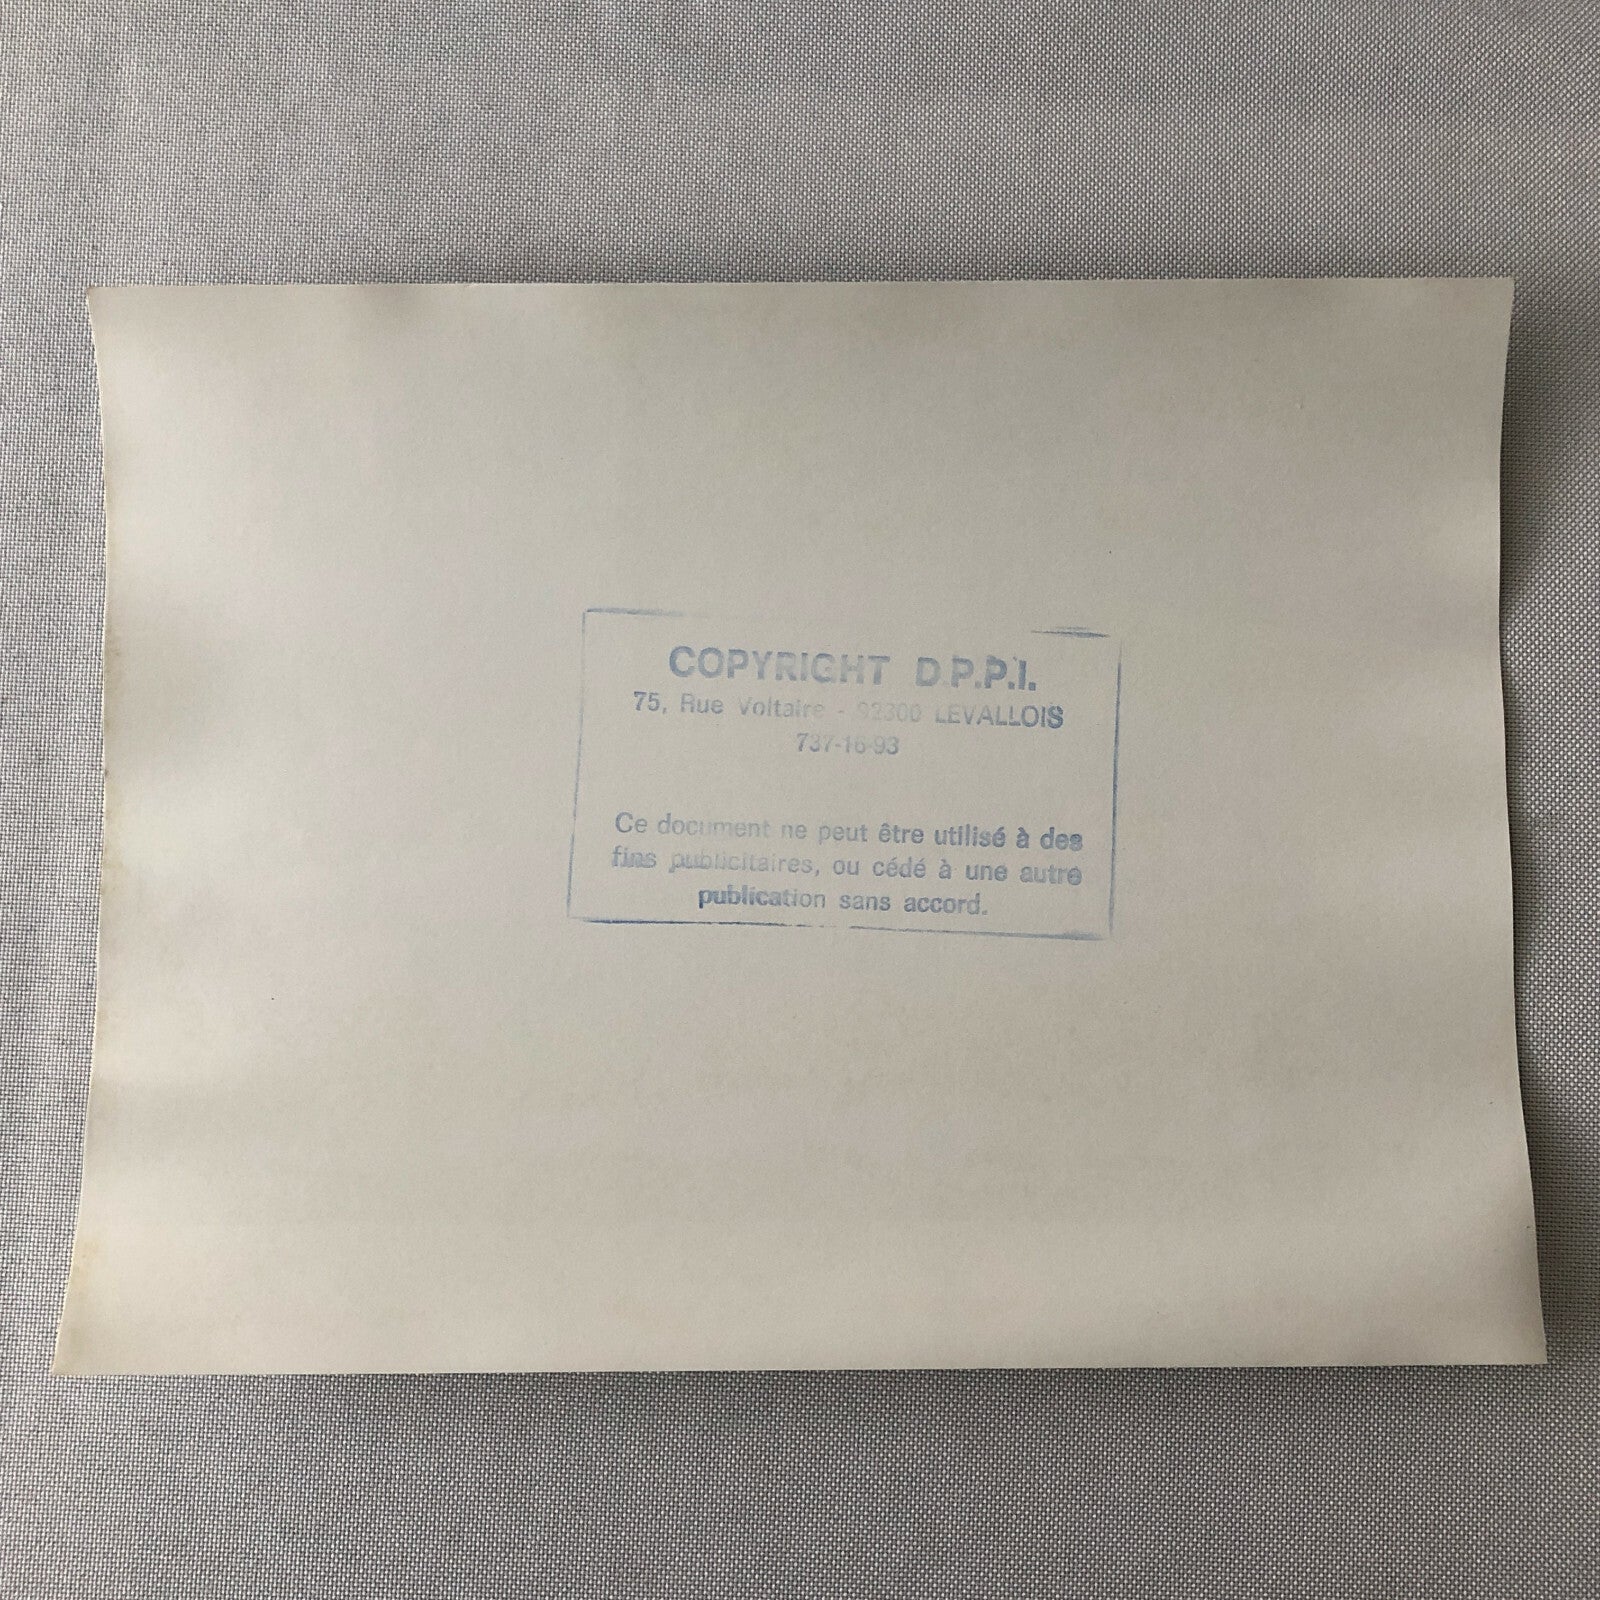 COPYRIGHT D.P.P.I.
75, Rue Voltaire - 92300 LEVALLOIS
737-16-93
Ce document ne peut être utilisé à des
fins publicitaires, ou cédé à une autre
publication sans accord.